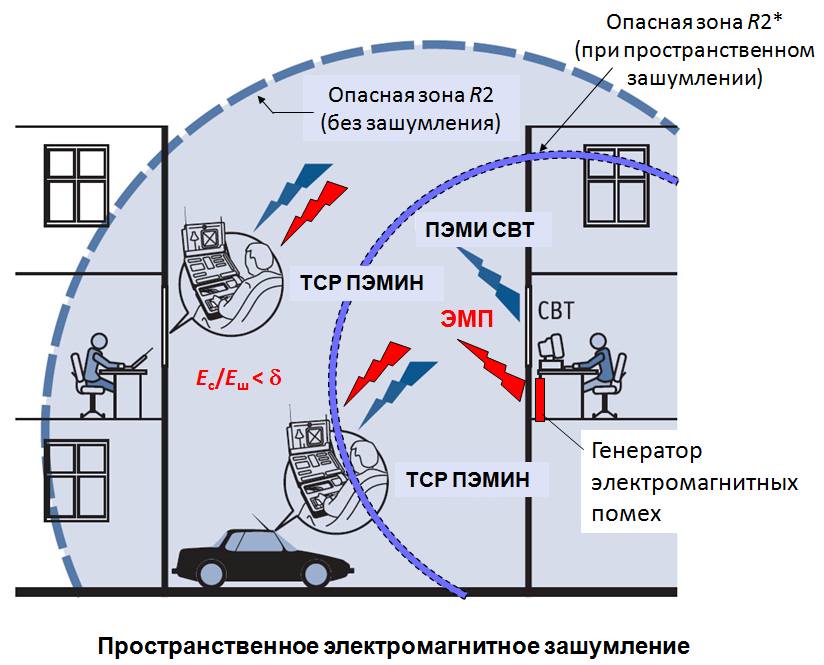 Опасная зона R2*
(при пространственном
зашумлении)
Опасная зона R2
(без зашумления)
ПЭМИ СВТ
ТСР ПЭМИН
ЭМП
СВТ
Eс/Eш < δ
Генератор
электромагнитных
помех
ТСР ПЭМИН
Пространственное электромагнитное зашумление